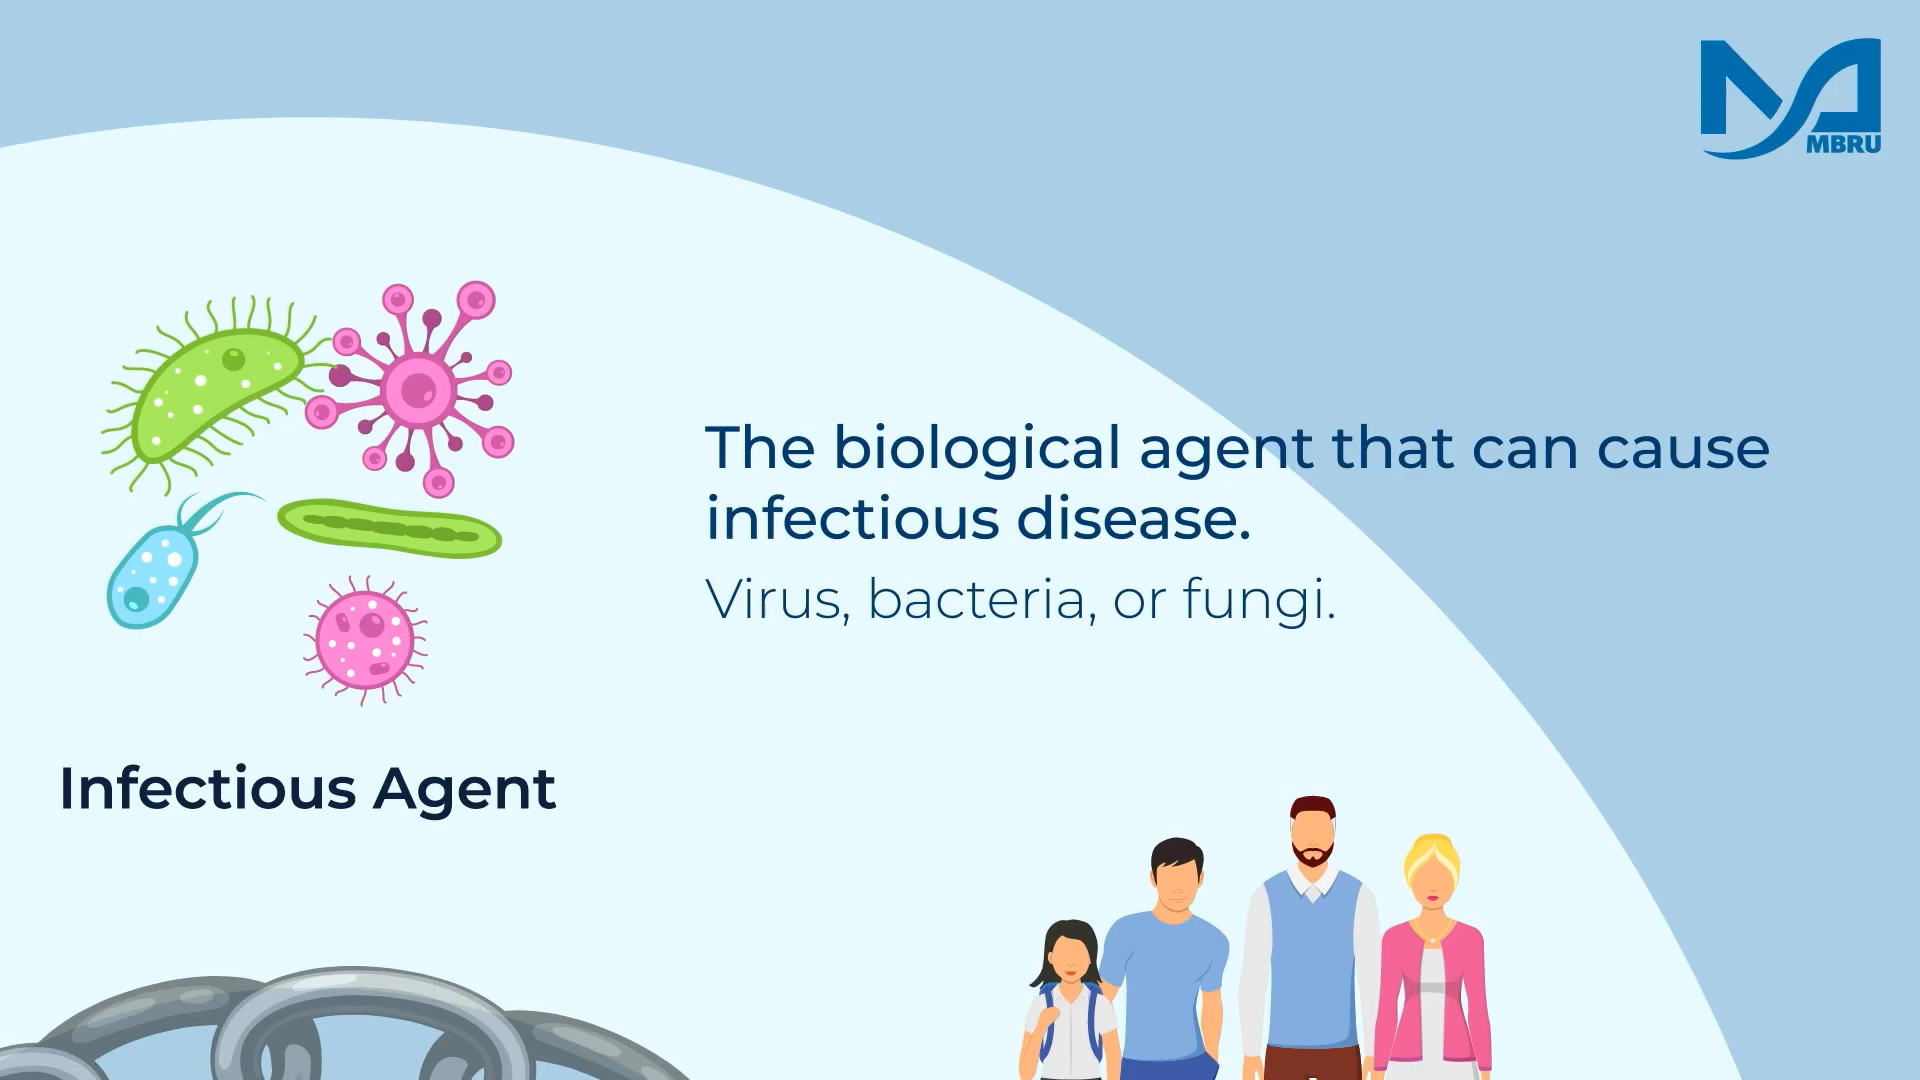 MBRU
The biological agent that can cause
infectious disease.
Virus, bacteria, or fungi.
Infectious Agent